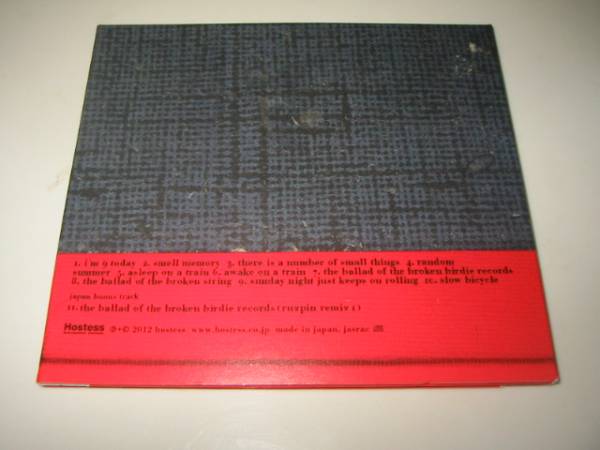 1. i'm 9 today 2. smell memory 3. there is a number of small things 4. random
summer 5. asleep on a train 6. awake on a train 7. the ballad of the broken birdie records
8. the ballad of the broken string 9. sunday night just keeps on rolling 10. slow bicycle
japan bonus track
11. the ballad of the broken birdie records (ruxpin remix 1)
Hostess ℗+© 2012 hostess www.hostess.co.jp made in japan. jasrac